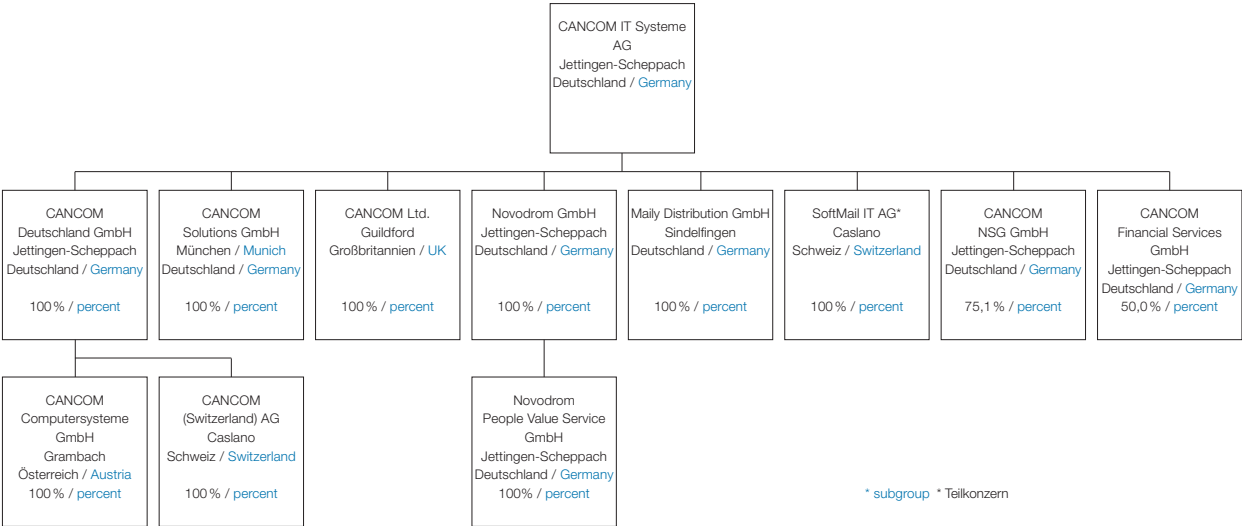 CANCOM IT Systeme
AG
Jettingen-Scheppach
Deutschland / Germany
CANCOM
Deutschland GmbH
Jettingen-Scheppach
Deutschland / Germany
100 % / percent
CANCOM
Solutions GmbH
München / Munich
Deutschland / Germany
100 % / percent
CANCOM Ltd.
Guildford
Großbritannien / UK
100 % / percent
Novodrom GmbH
Jettingen-Scheppach
Deutschland / Germany
100 % / percent
Maily Distribution GmbH
Sindelfingen
Deutschland / Germany
100 % / percent
SoftMail IT AG*
Caslano
Schweiz / Switzerland
100 % / percent
CANCOM
NSG GmbH
Jettingen-Scheppach
Deutschland / Germany
75,1 % / percent
CANCOM
Financial Services
GmbH
Jettingen-Scheppach
Deutschland / Germany
50,0 % / percent
CANCOM
Computersysteme
GmbH
Grambach
Österreich / Austria
100 % / percent
CANCOM
(Switzerland) AG
Caslano
Schweiz / Switzerland
100 % / percent
Novodrom
People Value Service
GmbH
Jettingen-Scheppach
Deutschland / Germany
100% / percent
* subgroup * Teilkonzern